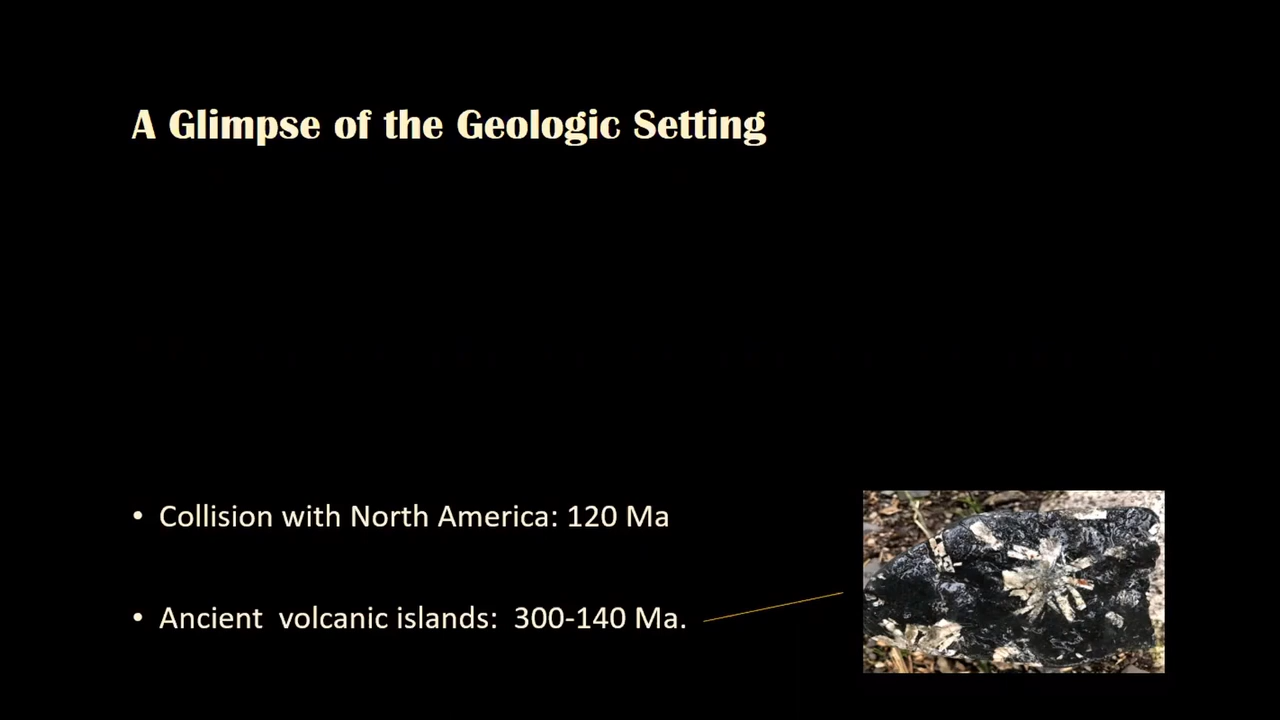 A Glimpse of the Geologic Setting
• Collision with North America: 120 Ma
• Ancient  volcanic islands:  300-140 Ma.